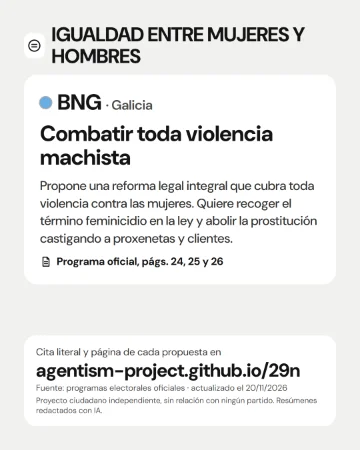 IGUALDAD ENTRE MUJERES Y
HOMBRES
BNG · Galicia
Combatir toda violencia
machista
Propone una reforma legal integral que cubra toda
violencia contra las mujeres. Quiere recoger el
término feminicidio en la ley y abolir la prostitución
castigando a proxenetas y clientes.
Programa oficial, págs. 24, 25 y 26
Cita literal y página de cada propuesta en
agentism-project.github.io/29n
Fuente: programas electorales oficiales · actualizado el 20/11/2026
Proyecto ciudadano independiente, sin relación con ningún partido. Resúmenes
redactados con IA.